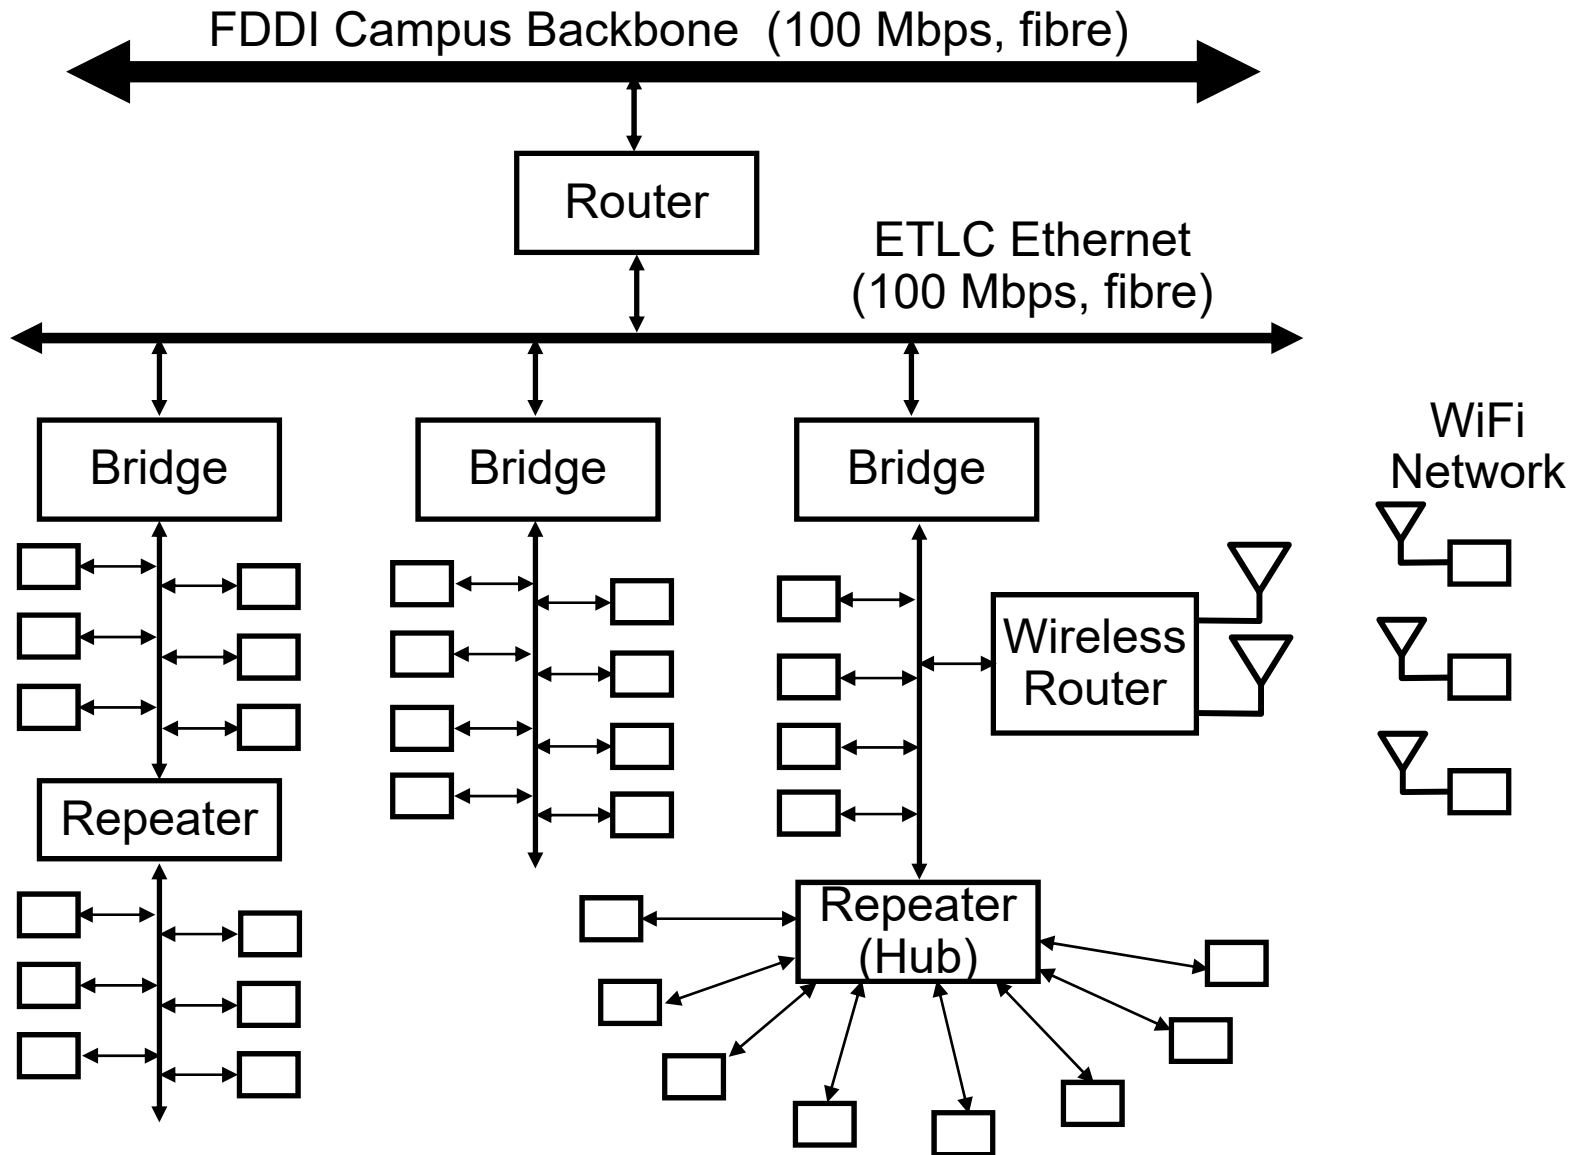 FDDI Campus Backbone (100 Mbps, fibre)
Router
ETLC Ethernet
(100 Mbps, fibre)
Bridge
Bridge
Bridge
WiFi
Network
Wireless
Router
Repeater
Repeater
(Hub)